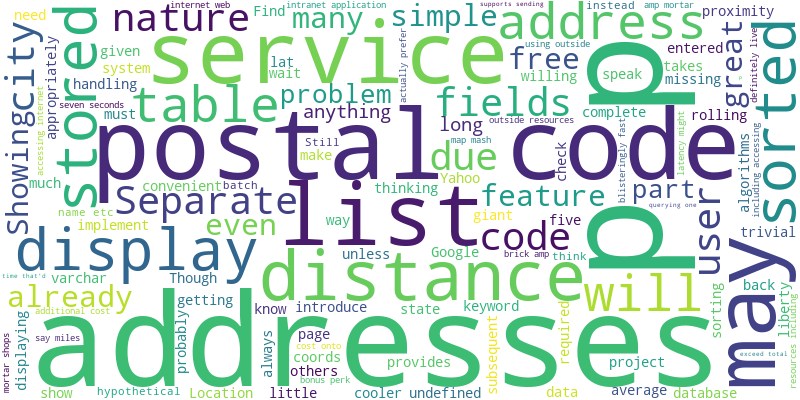 internet web
nature
many
Find
intranet application
simple
instead
supports sending
amp mortar
address
proximity
need
given
system
stored
handling
appropriately
service
lat
wait
willing
actually prefer
free
using outside
p
speak
entered
takes
missing
great
definitely live
Showing
city
accessing internet
seven seconds
must
table
problem
anything
Still
long
fields
outside resources
complete
rolling
sorted
postal code
map mash
much
convenient
batch
make
due
Yahoo
check
blisteringly fast
latency might
algorithms
including accessing
Separate
thinking
way
feature
part
querying one
trivial
name etc
implement
even
list
giant
code
five
brick amp
think
user
display
Though
unless
Google
p
back
time that'd
already
varchar
getting
distance
will
may
additional cost
probably
know
introduce
state
keyword
sorting
liberty
say miles
addresses
always
page
coords
subsequent
required
project
mortar shops
displaying
others
cost onto
provides
exceed total
show
hypothetical
Location
little
bonus perk
cooler
undefined
data
average
database
resources including